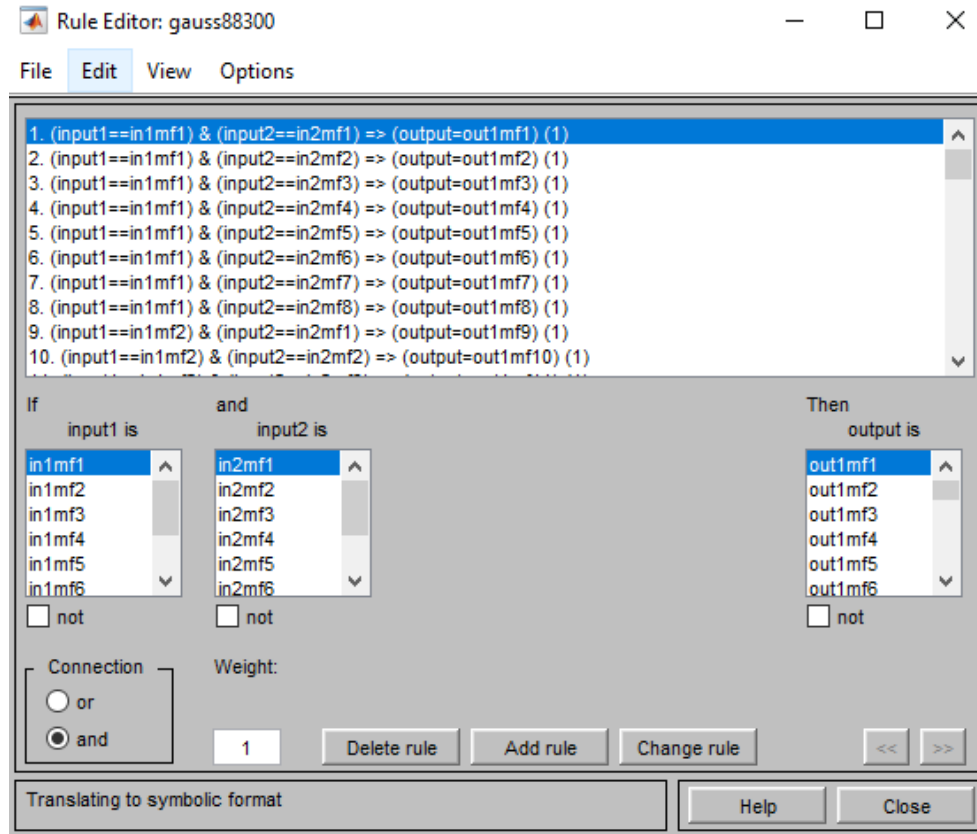 Rule Editor: gauss88300
File Edit View Options
1. (input1==in1mf1) & (input2==in2mf1) => (output=out1mf1) (1)
2. (input1==in1mf1) & (input2==in2mf2) => (output=out1mf2) (1)
3. (input1==in1mf1) & (input2==in2mf3) => (output=out1mf3) (1)
4. (input1==in1mf1) & (input2==in2mf4) => (output=out1mf4) (1)
5. (input1==in1mf1) & (input2==in2mf5) => (output=out1mf5) (1)
6. (input1==in1mf1) & (input2==in2mf6) => (output=out1mf6) (1)
7. (input1==in1mf1) & (input2==in2mf7) => (output=out1mf7) (1)
8. (input1==in1mf1) & (input2==in2mf8) => (output=out1mf8) (1)
9. (input1==in1mf2) & (input2==in2mf1) => (output=out1mf9) (1)
10. (input1==in1mf2) & (input2==in2mf2) => (output=out1mf10) (1)
If and Then
input1 is input2 is output is
in1mf1 in2mf1 out1mf1
in1mf2 in2mf2 out1mf2
in1mf3 in2mf3 out1mf3
in1mf4 in2mf4 out1mf4
in1mf5 in2mf5 out1mf5
in1mf6 in2mf6 out1mf6
not not not
Connection Weight:
or
and 1 Delete rule Add rule Change rule << >>
Translating to symbolic format Help Close